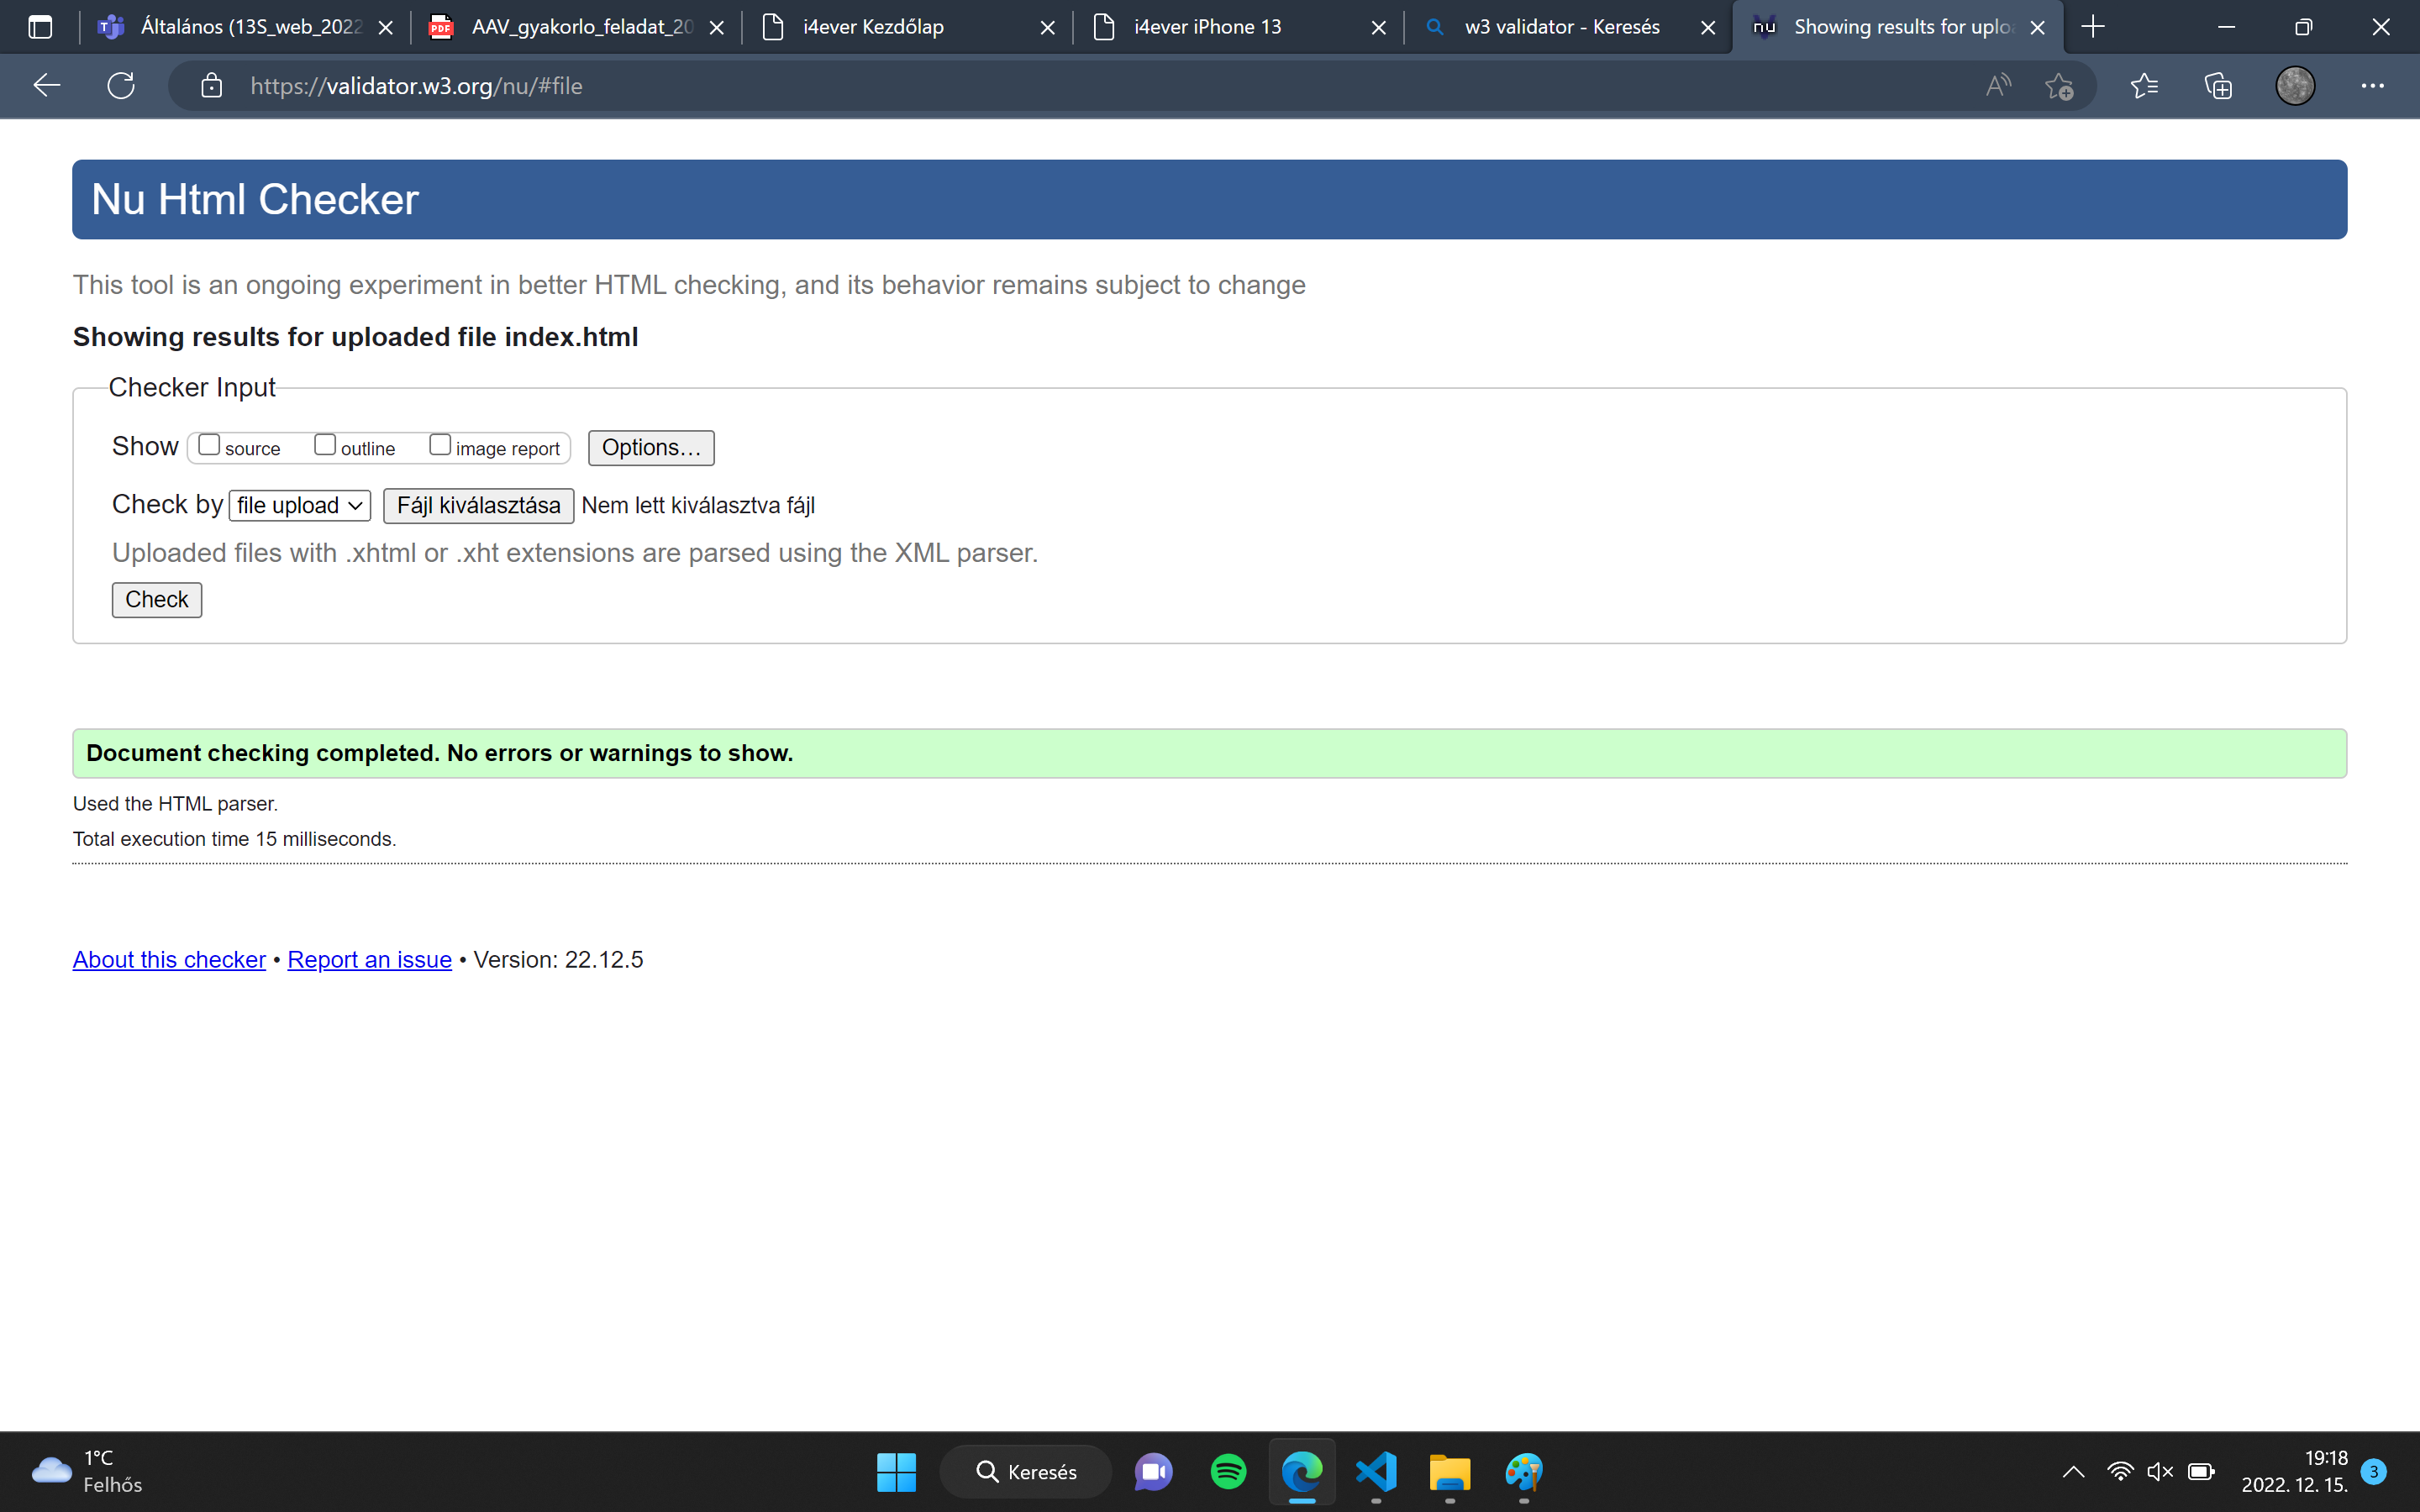 Általános (13S_web_2022
AAV_gyakorlo_feladat_20
i4ever Kezdőlap
i4ever iPhone 13
w3 validator - Keresés
nu
Showing results for uplo
https://validator.w3.org/nu/#file
Nu Html Checker
This tool is an ongoing experiment in better HTML checking, and its behavior remains subject to change
Showing results for uploaded file index.html
Checker Input
Show source outline image report Options...
Check by file upload Fájl kiválasztása Nem lett kiválasztva fájl
Uploaded files with .xhtml or .xht extensions are parsed using the XML parser.
Check
Document checking completed. No errors or warnings to show.
Used the HTML parser.
Total execution time 15 milliseconds.
About this checker • Report an issue • Version: 22.12.5
1°C
Felhős
Keresés
19:18
2022. 12. 15.
3